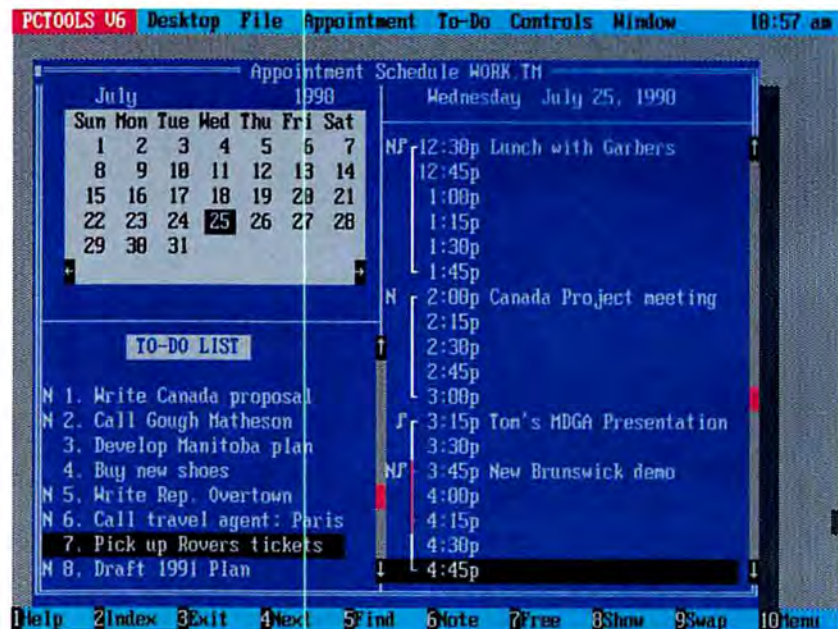 PCTOOLS V6 Desktop File Appointment To-Do Controls Window 10:57 am
Appointment Schedule WORK.TM
July 1990
Sun Mon Tue Wed Thu Fri Sat
1 2 3 4 5 6 7
8 9 10 11 12 13 14
15 16 17 18 19 20 21
22 23 24 25 26 27 28
29 30 31
TO-DO LIST
N 1. Write Canada proposal
N 2. Call Gough Matheson
3. Develop Manitoba plan
4. Buy new shoes
N 5. Write Rep. Overtown
N 6. Call travel agent: Paris
7. Pick up Rovers tickets
N 8. Draft 1991 Plan
Wednesday July 25, 1990
N♪ 12:30p Lunch with Garbers
12:45p
1:00p
1:15p
1:30p
1:45p
N 2:00p Canada Project meeting
2:15p
2:30p
2:45p
3:00p
♪ 3:15p Tom's MDGA Presentation
3:30p
N♪ 3:45p New Brunswick demo
4:00p
4:15p
4:30p
4:45p
1Help 2Index 3Exit 4Next 5Find 6Note 7Free 8Show 9Swap 10Menu